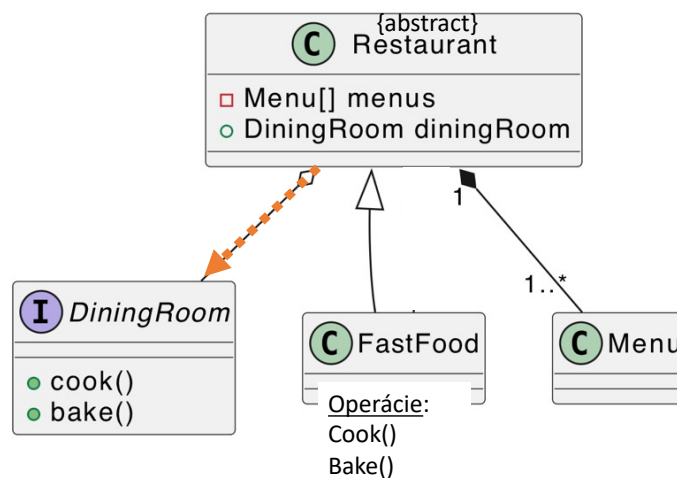 {abstract}
C Restaurant
Menu[] menus
DiningRoom diningRoom
1
1..*
I DiningRoom
cook()
bake()
C FastFood
Operácie:
Cook()
Bake()
C Menu